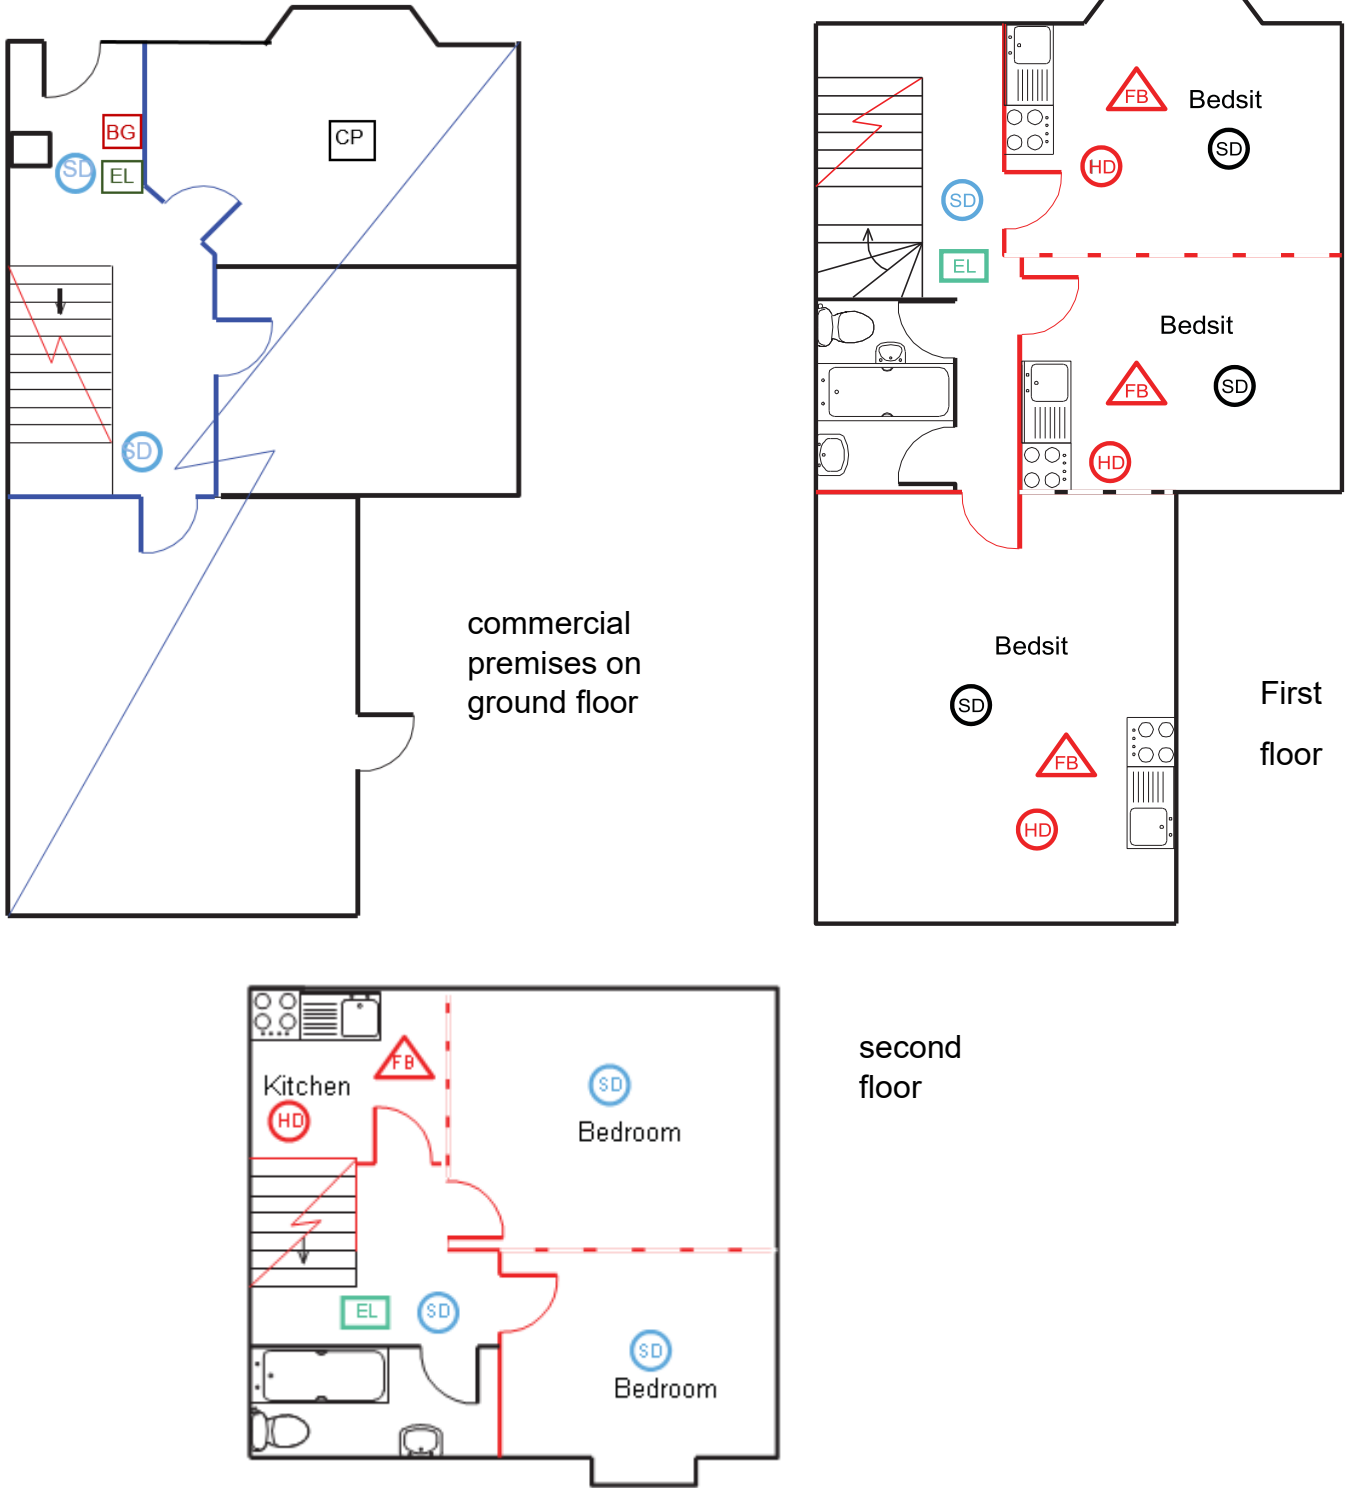 BG
SD
EL
CP
SD
commercial
premises on
ground floor
FB
Bedsit
SD
HD
SD
EL
Bedsit
FB
SD
HD
Bedsit
SD
FB
HD
First
floor
FB
Kitchen
HD
SD
Bedroom
EL
SD
SD
Bedroom
second
floor